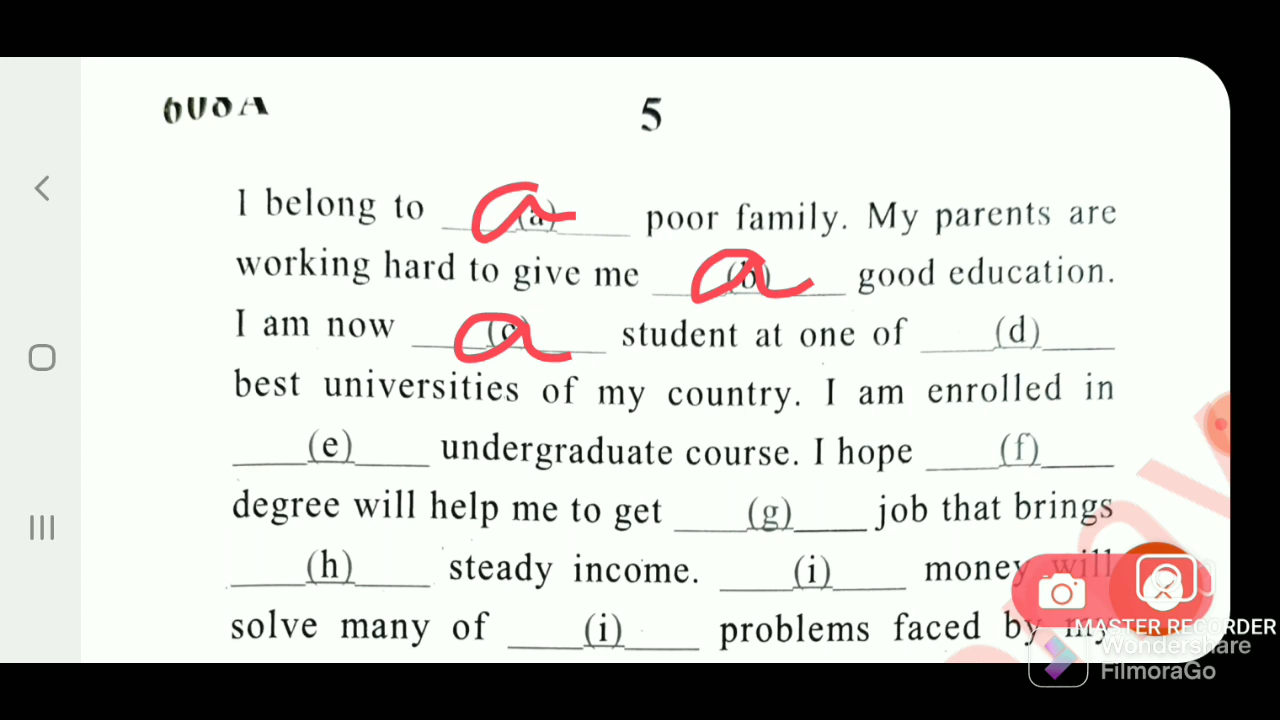 5
I belong to a (a) poor family. My parents are
working hard to give me a (b) good education.
I am now a (c) student at one of (d)
best universities of my country. I am enrolled in
(e) undergraduate course. I hope (f)
degree will help me to get (g) job that brings
(h) steady income. (i) money will
solve many of (i) problems faced by my
MASTER RECORDER
Wondershare
FilmoraGo